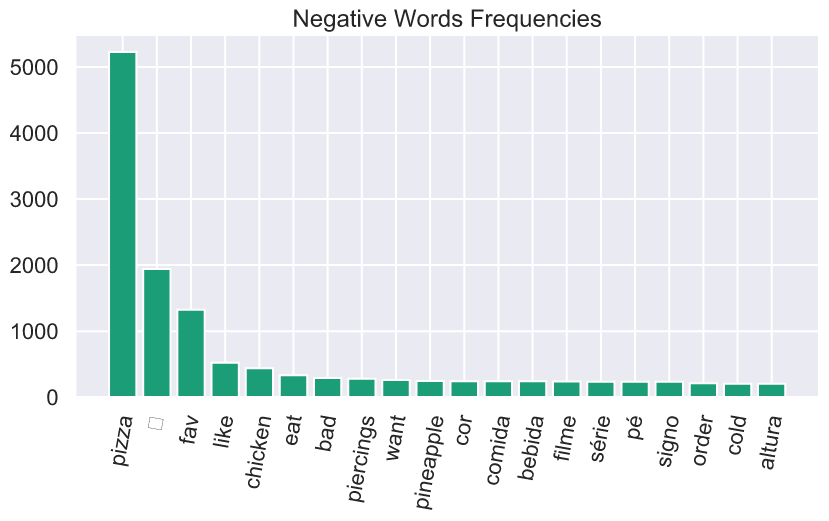 Negative Words Frequencies
5000
4000
3000
2000
1000
0
pizza
□
fav
like
chicken
eat
bad
piercings
want
pineapple
cor
comida
bebida
filme
série
pé
signo
order
cold
altura